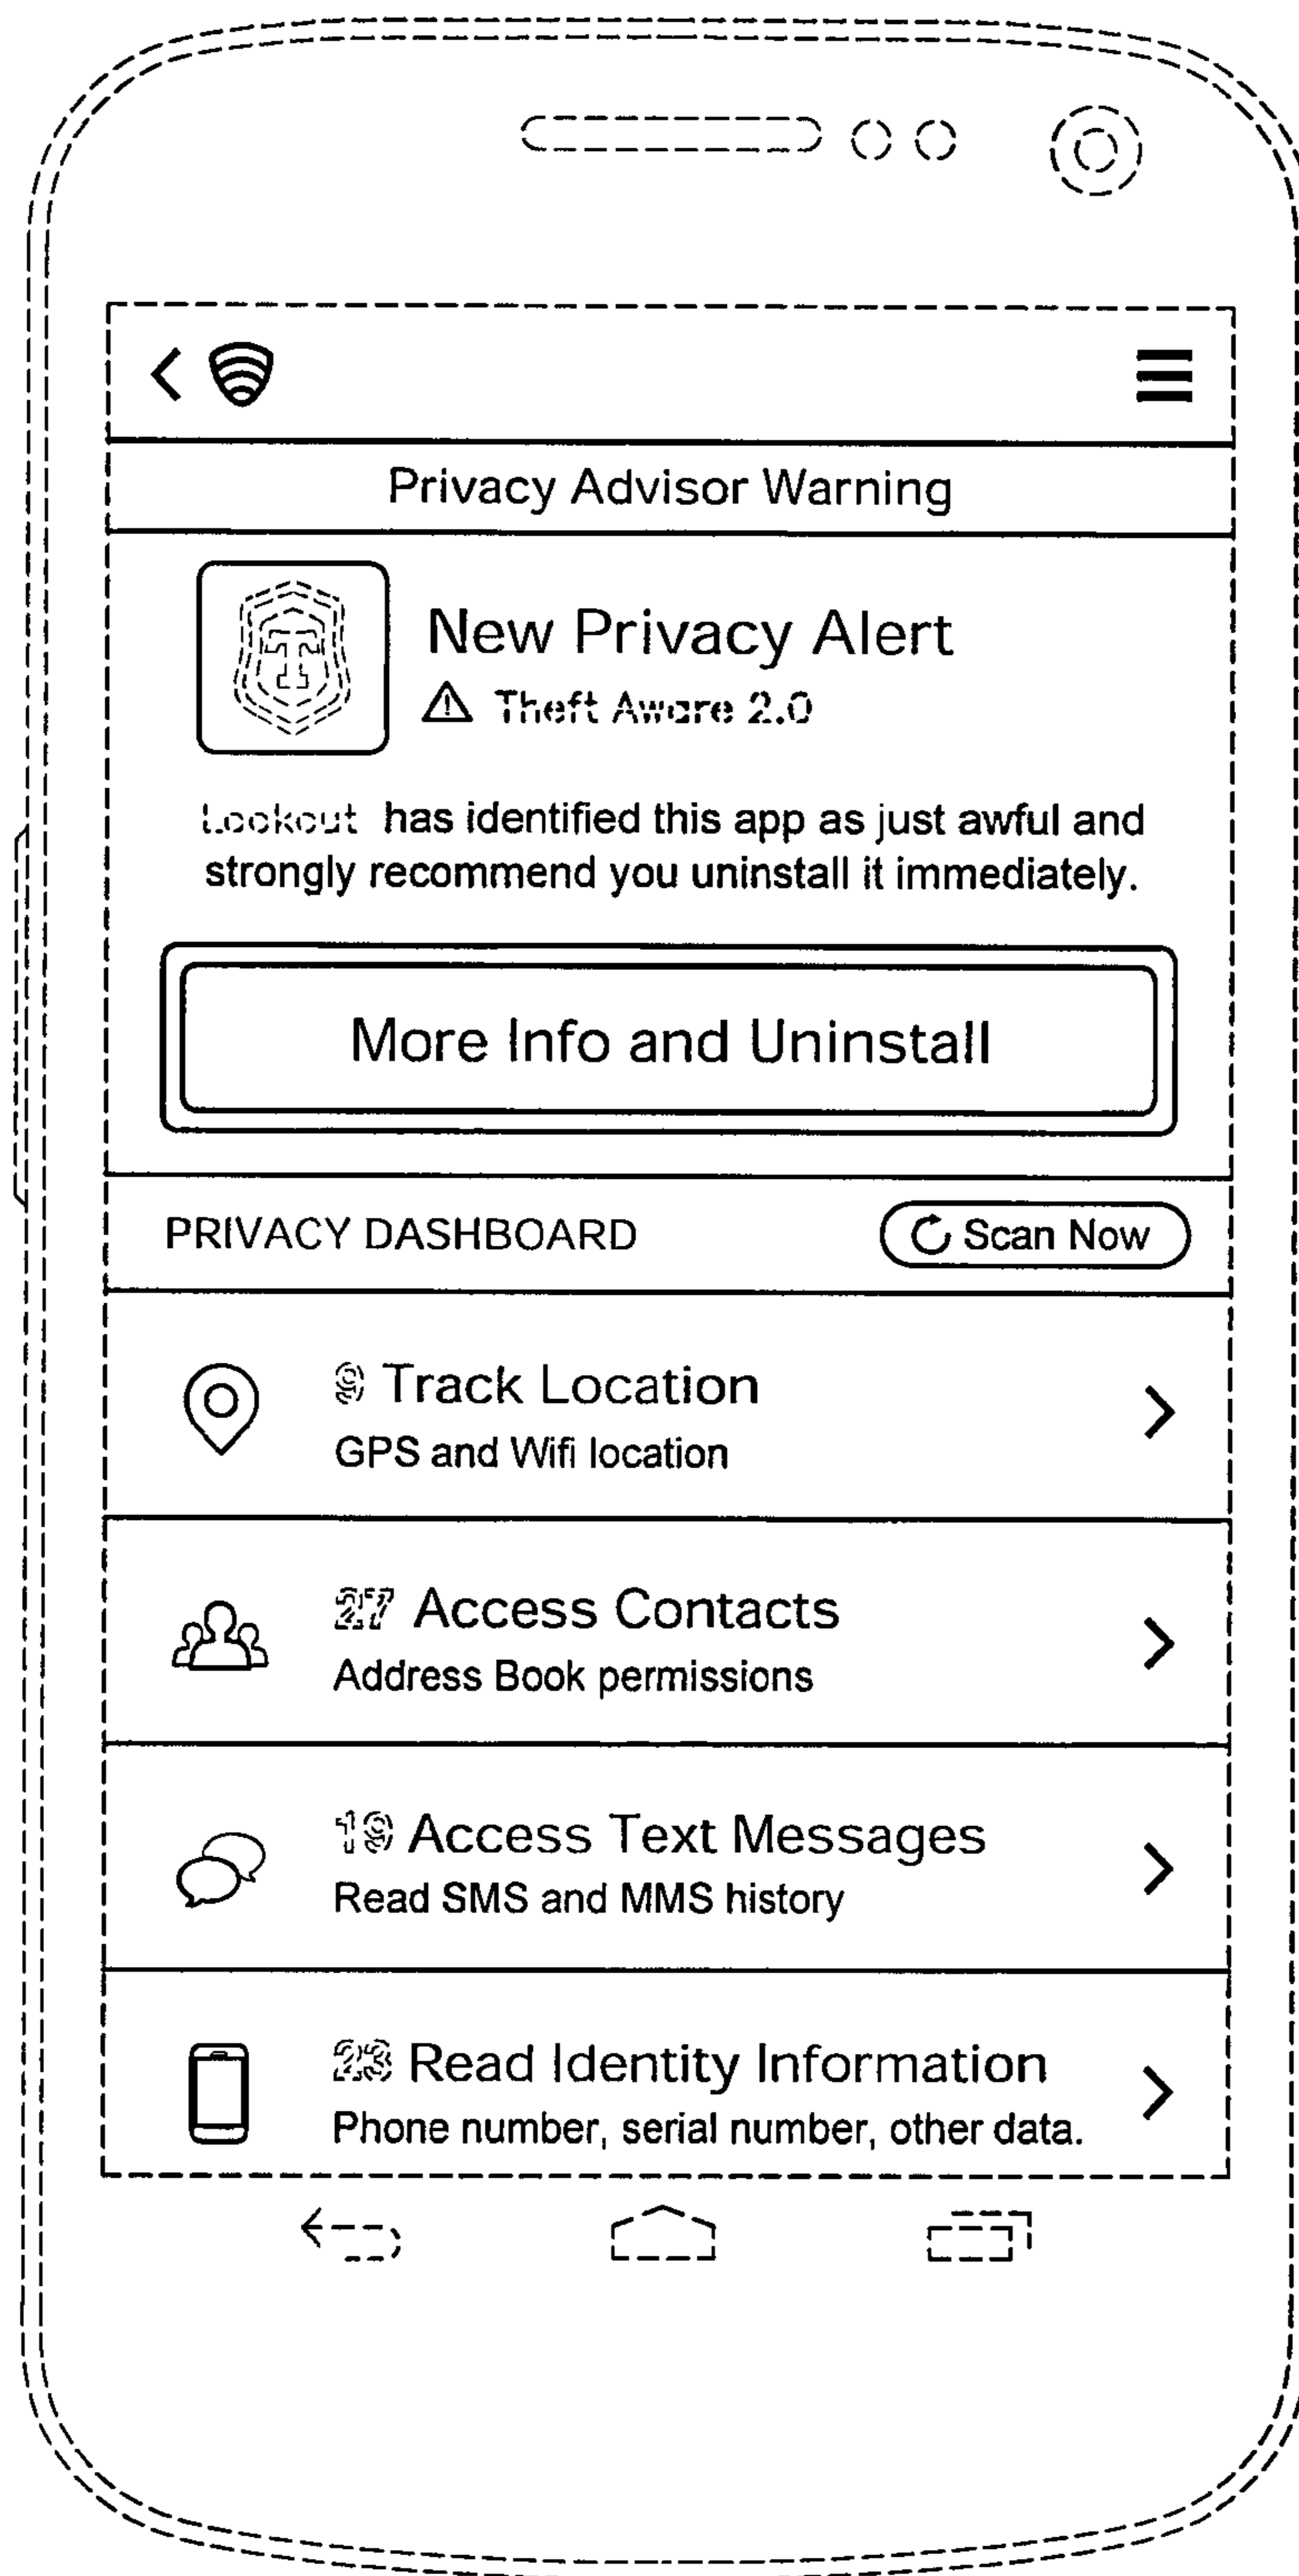 Privacy Advisor Warning
T
New Privacy Alert
Theft Aware 2.0
Lookout has identified this app as just awful and
strongly recommend you uninstall it immediately.
More Info and Uninstall
PRIVACY DASHBOARD
Scan Now
9 Track Location
GPS and Wifi location
27 Access Contacts
Address Book permissions
19 Access Text Messages
Read SMS and MMS history
23 Read Identity Information
Phone number, serial number, other data.